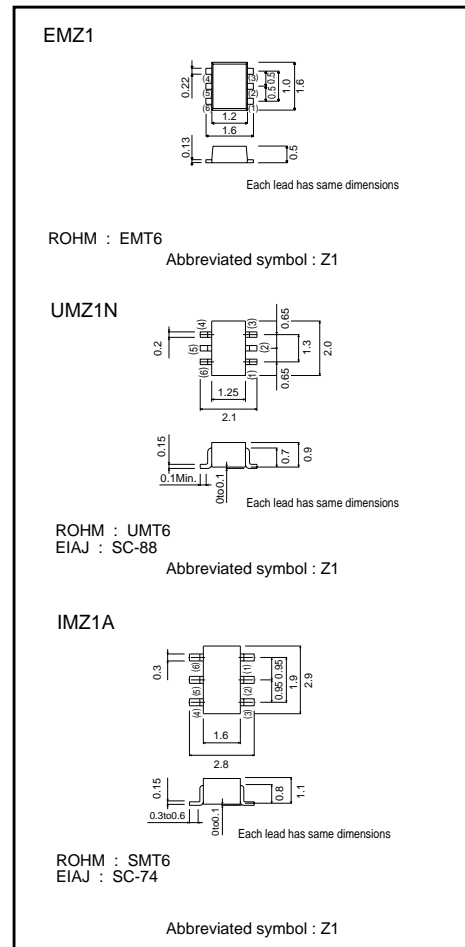 EMZ1
0.22
(4)
(5)
(6)
(3)
(2)
(1)
0.5 0.5
1.0
1.6
1.2
1.6
0.13
0.5
Each lead has same dimensions
ROHM : EMT6
Abbreviated symbol : Z1
UMZ1N
0.2
(4)
(5)
(6)
(3)
(2)
(1)
0.65
1.3
0.65
2.0
1.25
2.1
0.15
0.1Min.
0to0.1
0.7
0.9
Each lead has same dimensions
ROHM : UMT6
EIAJ : SC-88
Abbreviated symbol : Z1
IMZ1A
0.3
(6)
(5)
(4)
(1)
(2)
(3)
0.95 0.95
1.9
2.9
1.6
2.8
0.15
0.3to0.6
0to0.1
0.8
1.1
Each lead has same dimensions
ROHM : SMT6
EIAJ : SC-74
Abbreviated symbol : Z1